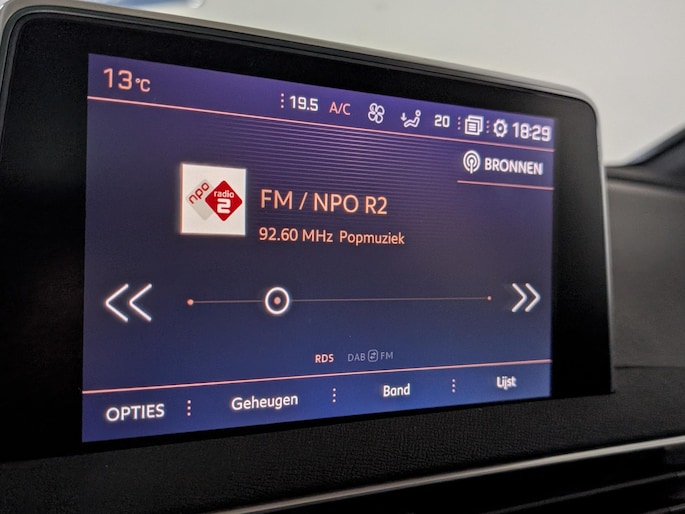 13°C
19.5 A/C 20 18:29
BRONNEN
npo radio 2
FM / NPO R2
92.60 MHz Popmuziek
RDS DAB FM
OPTIES Geheugen Band Lijst